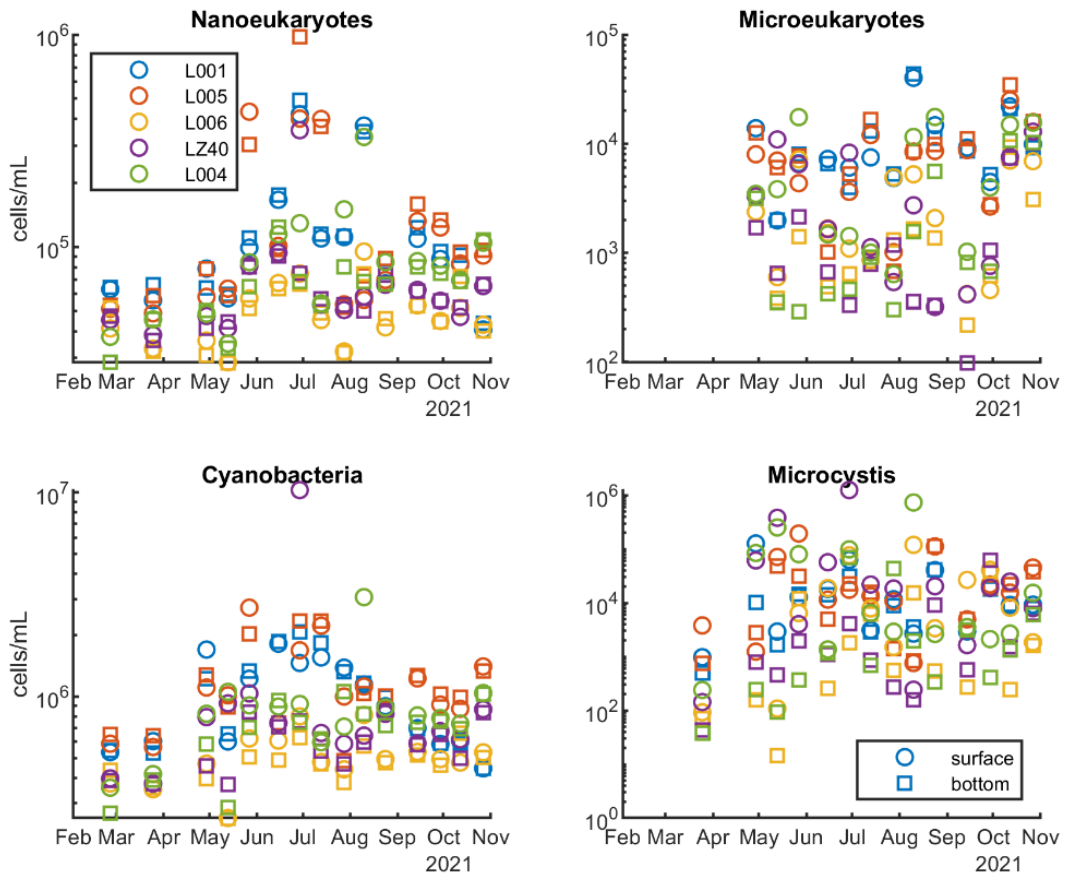 Nanoeukaryotes
10^6
10^5
cells/mL
L001
L005
L006
LZ40
L004
Feb Mar Apr May Jun Jul Aug Sep Oct Nov
2021
Microeukaryotes
10^5
10^4
10^3
10^2
Feb Mar Apr May Jun Jul Aug Sep Oct Nov
2021
Cyanobacteria
10^7
10^6
cells/mL
Feb Mar Apr May Jun Jul Aug Sep Oct Nov
2021
Microcystis
10^6
10^4
10^2
10^0
surface
bottom
Feb Mar Apr May Jun Jul Aug Sep Oct Nov
2021